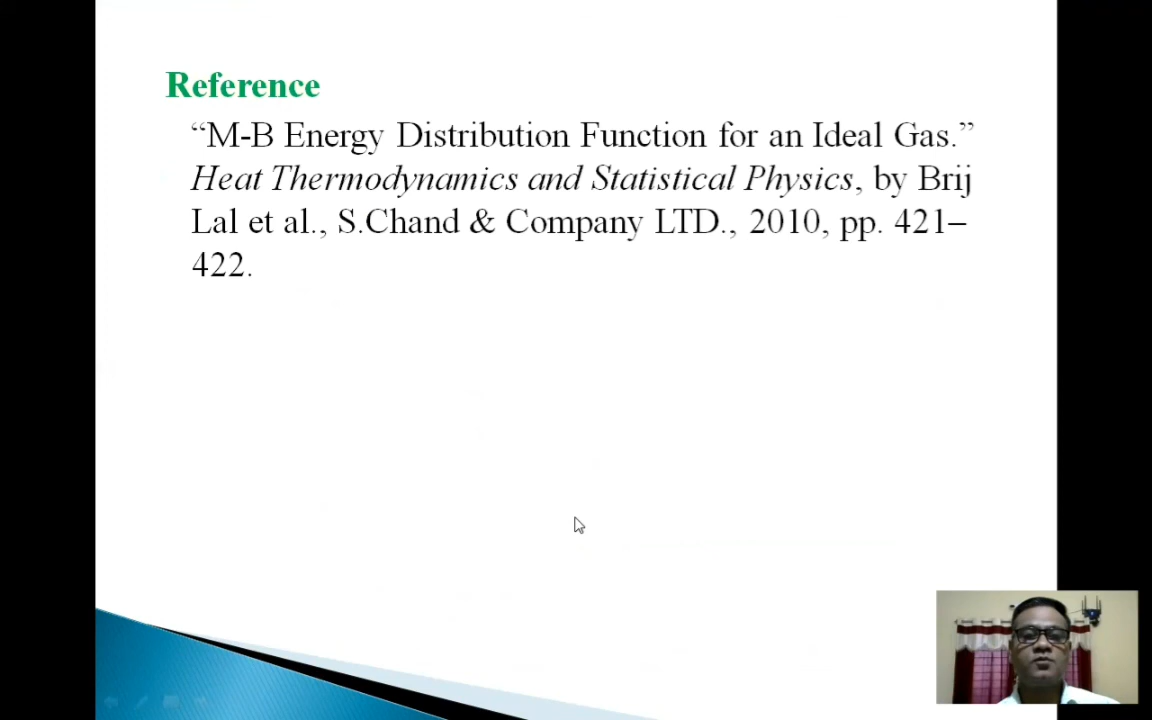 Reference
“M-B Energy Distribution Function for an Ideal Gas.”
Heat Thermodynamics and Statistical Physics, by Brij
Lal et al., S.Chand & Company LTD., 2010, pp. 421–
422.